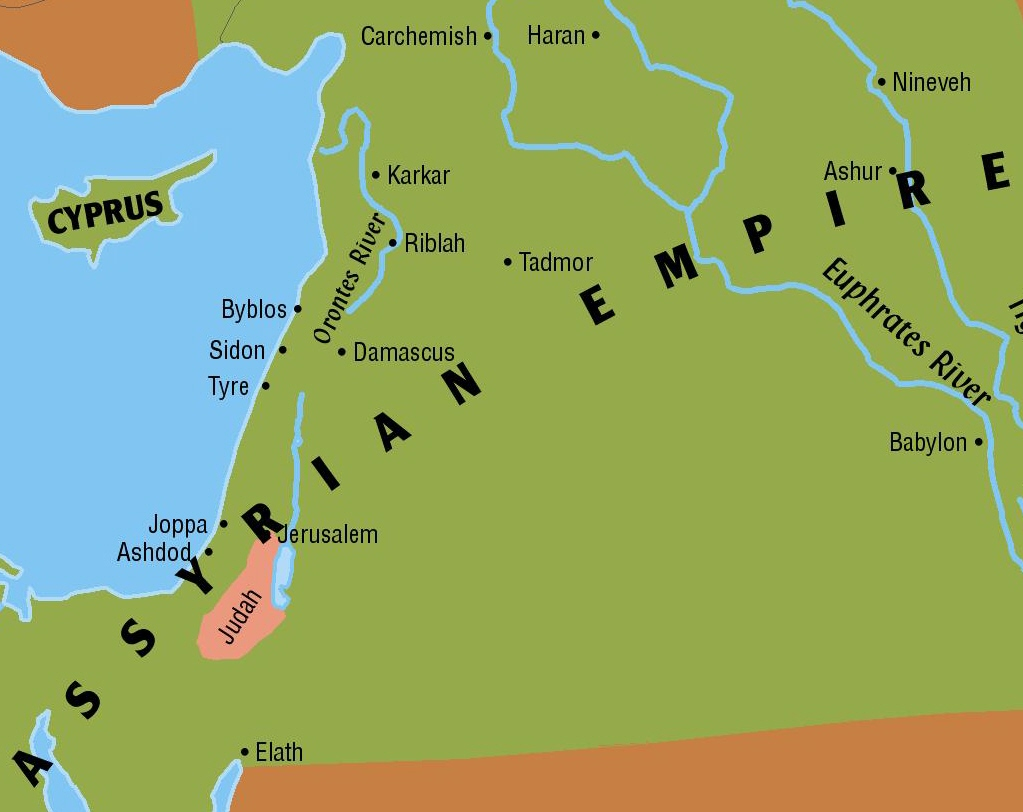 Carchemish
Haran
Nineveh
Ashur
Karkar
CYPRUS
Orontes River
Riblah
Tadmor
Byblos
Sidon
Damascus
Tyre
Euphrates River
Babylon
Joppa
Jerusalem
Ashdod
Judah
ASSYRIAN EMPIRE
Elath